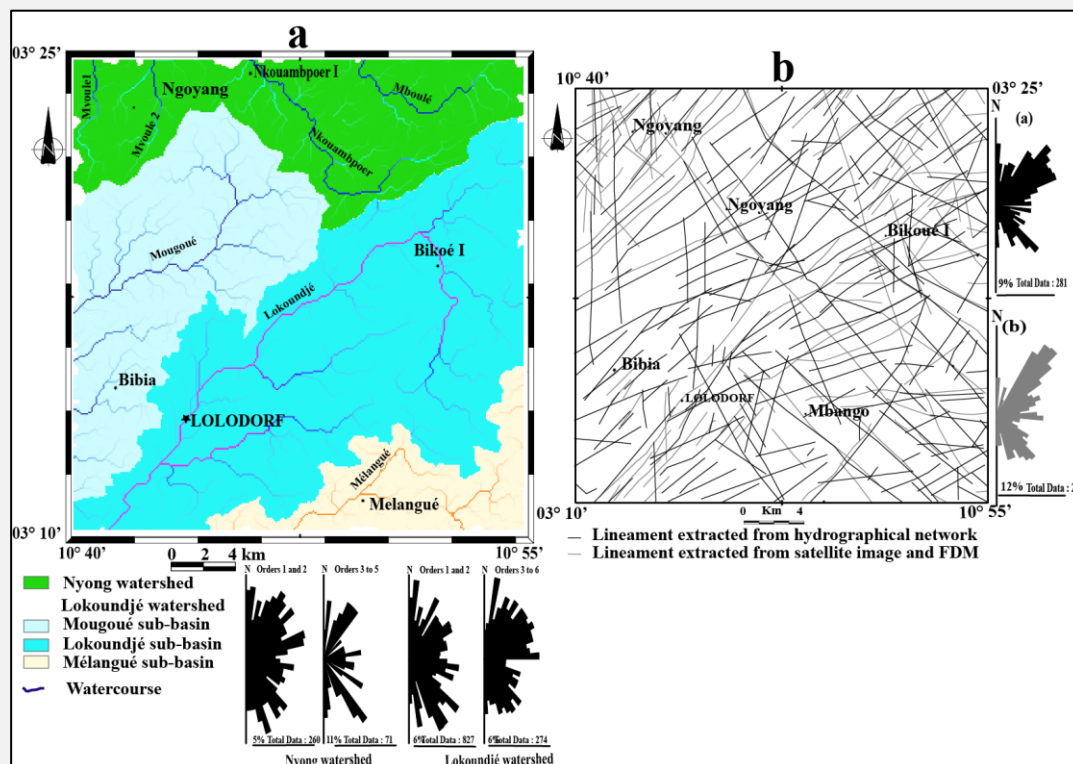 a
03° 25'
Mvoule1
Ngoyang
Nkouambpoer I
Mboulé
Mvoule 2
Nkouambpoer
N
Mougoué
Bikoé I
Lokoundjé
Bibia
LOLODORF
Mélangué
Melangué
03° 10'
10° 40'
0 2 4 km
10° 55'
Nyong watershed
Lokoundjé watershed
Mougoué sub-basin
Lokoundjé sub-basin
Mélangué sub-basin
Watercourse
N Orders 1 and 2
N Orders 3 to 5
N Orders 1 and 2
N Orders 3 to 6
5% Total Data : 260
11% Total Data : 71
6% Total Data : 827
6% Total Data : 274
Nyong watershed
Lokoundjé watershed
b
10° 40'
03° 25'
N
Ngoyang
Ngoyang
Bikoué I
Bibia
LOLODORF
Mbango
03° 10'
0 Km 4
10° 55'
Lineament extracted from hydrographical network
Lineament extracted from satellite image and FDM
N
(a)
9% Total Data : 281
N
(b)
12% Total Data : 2